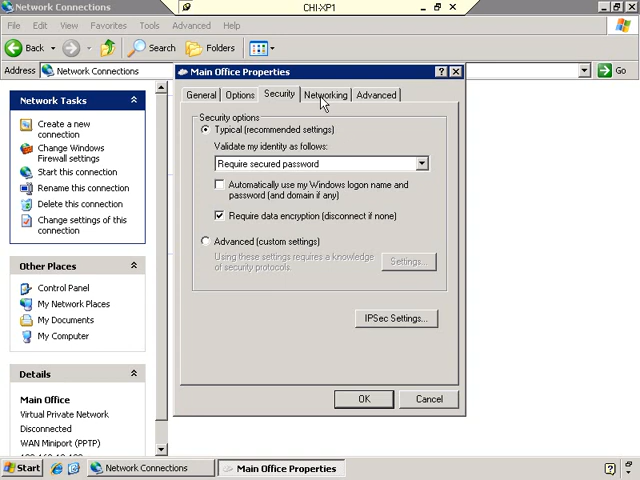 Network Connections
CHI-XP1
File Edit View Favorites Tools Advanced Help
Back Search Folders
Address Network Connections Go
Main Office Properties
General Options Security Networking Advanced
Security options
Typical (recommended settings)
Validate my identity as follows:
Require secured password
Automatically use my Windows logon name and
password (and domain if any)
Require data encryption (disconnect if none)
Advanced (custom settings)
Using these settings requires a knowledge
of security protocols.
Settings...
IPSec Settings...
OK Cancel
Network Tasks
Create a new
connection
Change Windows
Firewall settings
Start this connection
Rename this connection
Delete this connection
Change settings of this
connection
Other Places
Control Panel
My Network Places
My Documents
My Computer
Details
Main Office
Virtual Private Network
Disconnected
WAN Miniport (PPTP)
Start Network Connections Main Office Properties